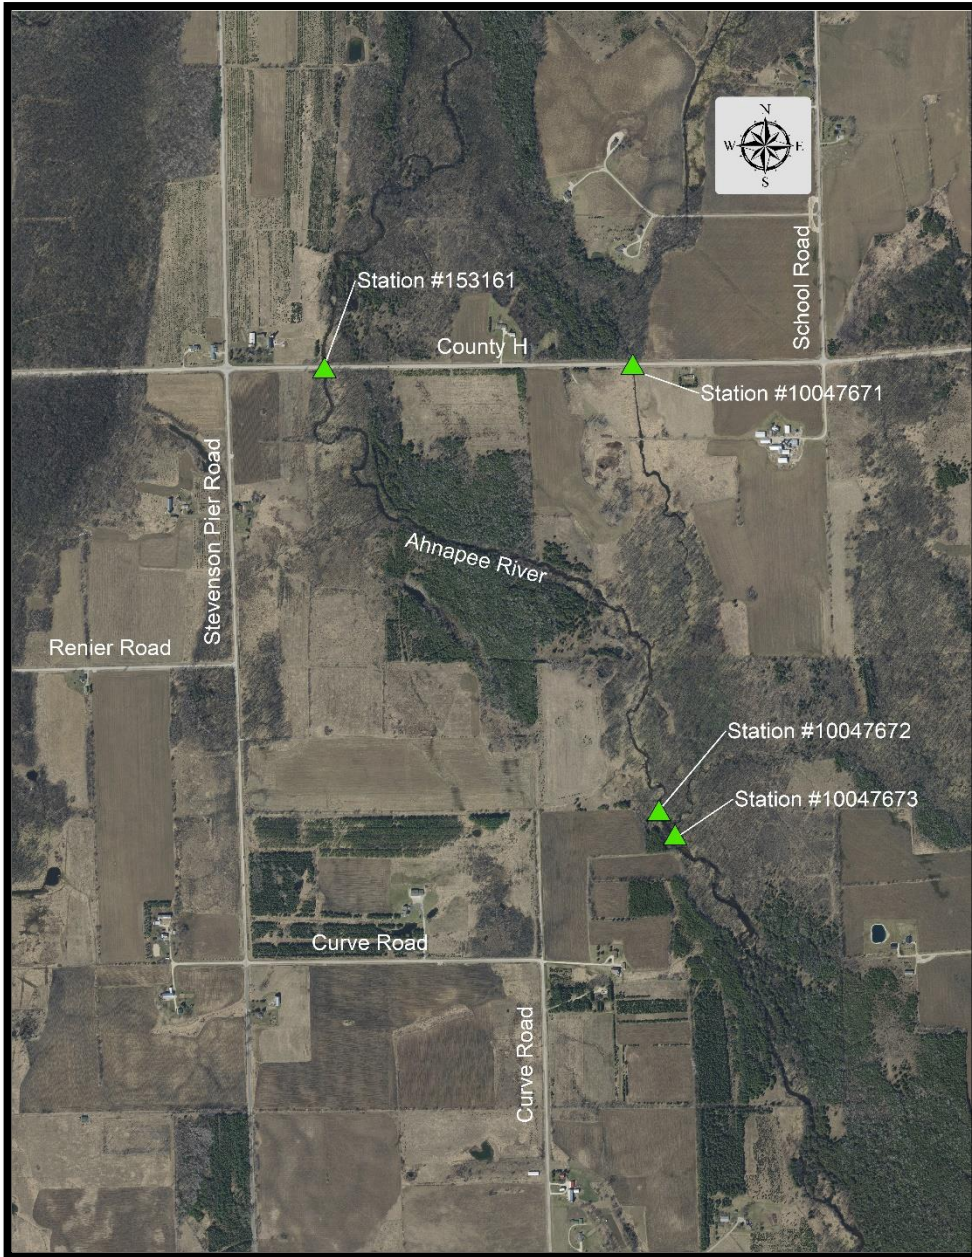 N
W E
S
School Road
Station #153161
County H
Station #10047671
Stevenson Pier Road
Ahnapee River
Renier Road
Station #10047672
Station #10047673
Curve Road
Curve Road